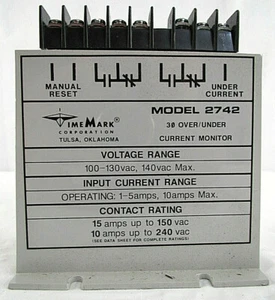 MANUAL
RESET
UNDER
CURRENT
TIMEMARK®
CORPORATION
TULSA, OKLAHOMA
MODEL 2742
3Ø OVER/UNDER
CURRENT MONITOR
VOLTAGE RANGE
100-130vac, 140vac Max.
INPUT CURRENT RANGE
OPERATING: 1-5amps, 10amps Max.
CONTACT RATING
15 amps up to 150 vac
10 amps up to 240 vac
(SEE DATA SHEET FOR COMPLETE RATINGS)